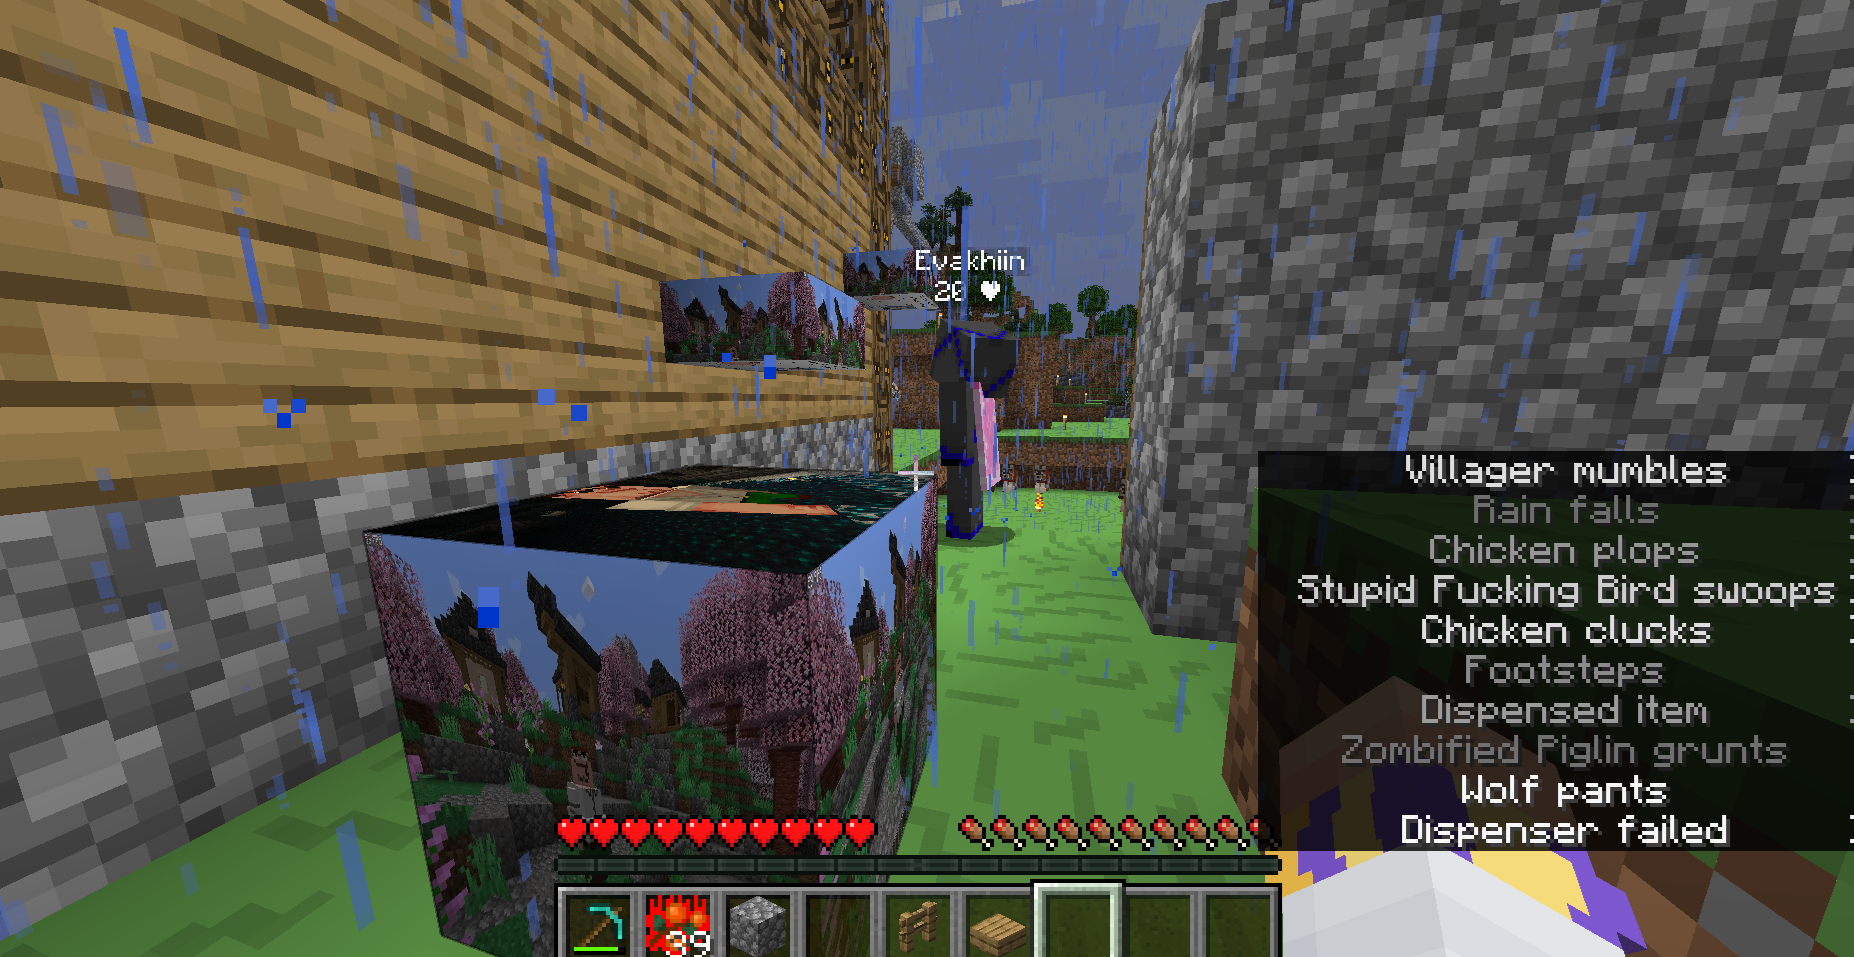 Evakhiin
20 ♥
Villager mumbles
Rain falls
Chicken plops
Stupid Fucking Bird swoops
Chicken clucks
Footsteps
Dispensed item
Zombified Piglin grunts
Wolf pants
Dispenser failed
39